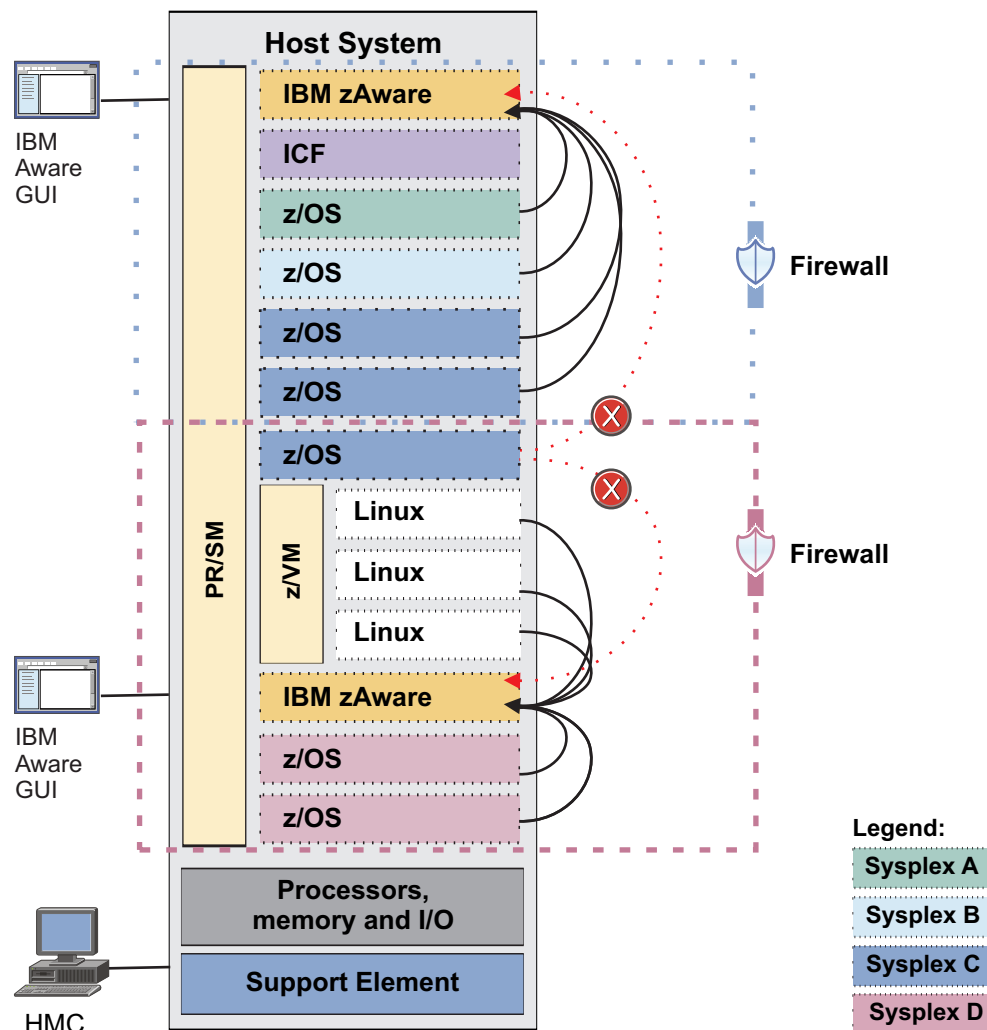 Host System
IBM zAware
IBM
Aware
GUI
ICF
z/OS
z/OS
Firewall
z/OS
z/OS
z/OS
PR/SM
z/VM
Linux
Linux
Linux
Firewall
IBM zAware
IBM
Aware
GUI
z/OS
z/OS
Processors,
memory and I/O
Support Element
HMC
Legend:
Sysplex A
Sysplex B
Sysplex C
Sysplex D